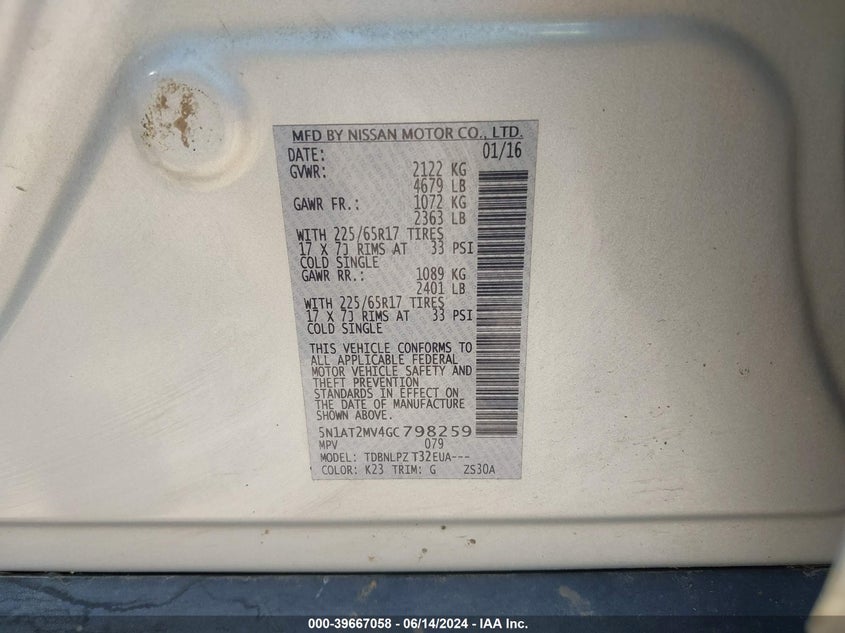 MFD BY NISSAN MOTOR CO., LTD.
DATE: 01/16
GVWR: 2122 KG
4679 LB
GAWR FR.: 1072 KG
2363 LB
WITH 225/65R17 TIRES
17 X 7J RIMS AT 33 PSI
COLD SINGLE
GAWR RR.: 1089 KG
2401 LB
WITH 225/65R17 TIRES
17 X 7J RIMS AT 33 PSI
COLD SINGLE
THIS VEHICLE CONFORMS TO
ALL APPLICABLE FEDERAL
MOTOR VEHICLE SAFETY AND
THEFT PREVENTION
STANDARDS IN EFFECT ON
THE DATE OF MANUFACTURE
SHOWN ABOVE.
5N1AT2MV4GC798259
MPV 079
MODEL: TDBNLPZ T32EUA---
COLOR: K23 TRIM: G ZS30A
000-39667058 - 06/14/2024 - IAA Inc.